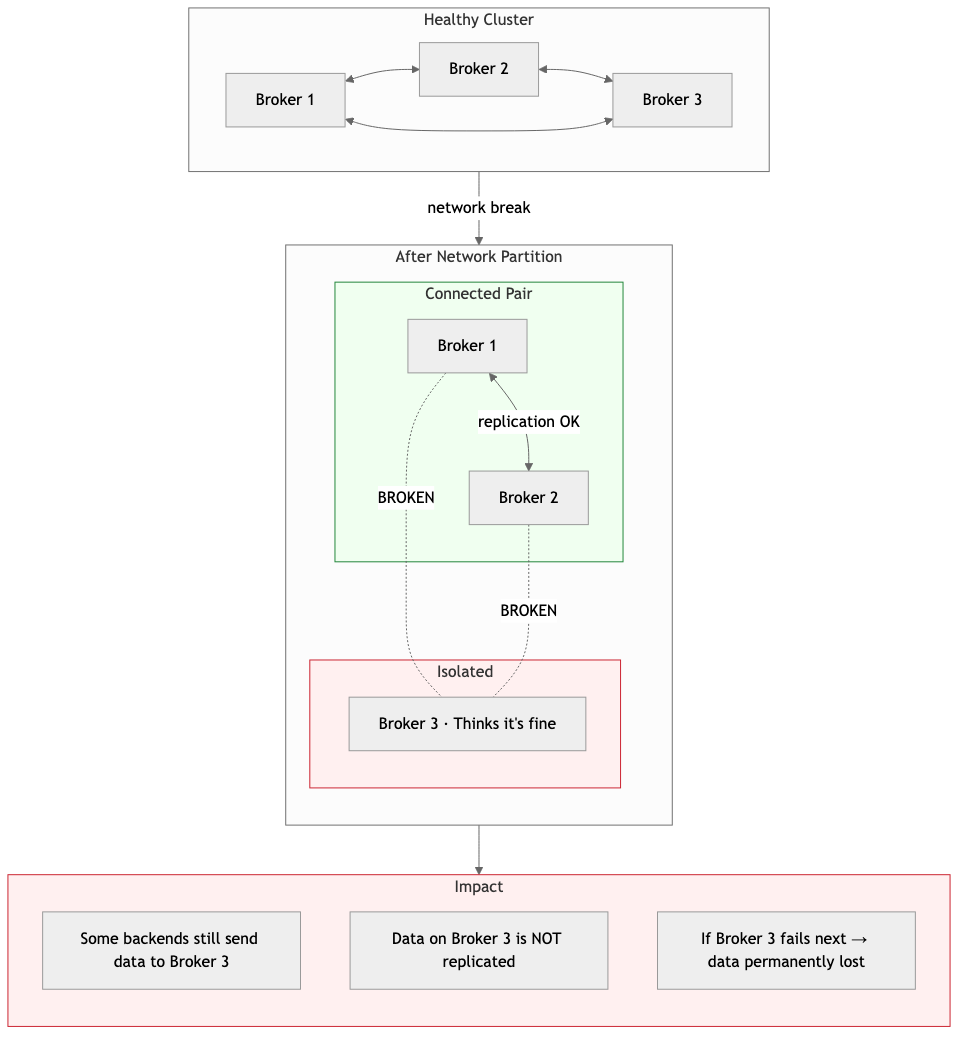 Healthy Cluster
Broker 2
Broker 1
Broker 3
network break
After Network Partition
Connected Pair
Broker 1
replication OK
BROKEN
Broker 2
BROKEN
Isolated
Broker 3 · Thinks it's fine
Impact
Some backends still send
data to Broker 3
Data on Broker 3 is NOT
replicated
If Broker 3 fails next →
data permanently lost